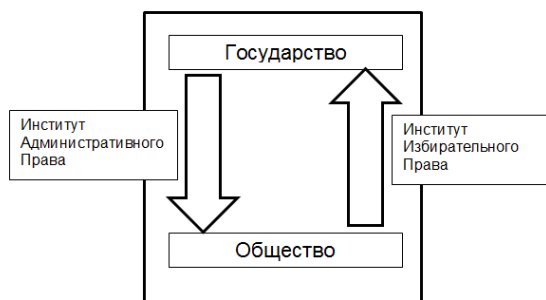 Государство
Институт
Административного
Права
Институт
Избирательного
Права
Общество